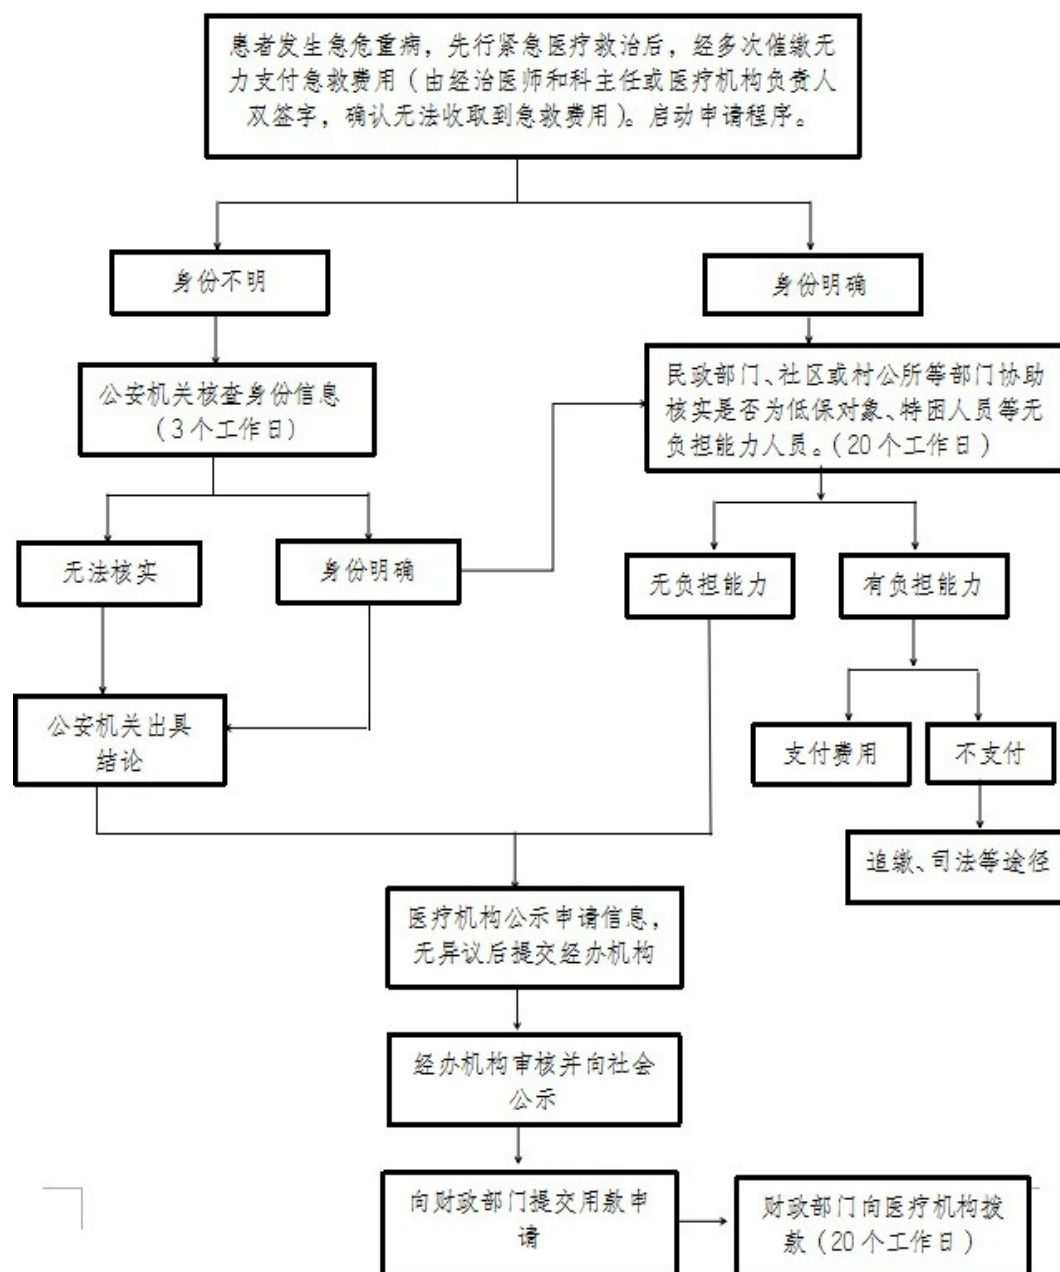 患者发生急危重病，先行紧急医疗救治后，经多次催缴无
力支付急救费用（由经治医师和科主任或医疗机构负责人
双签字，确认无法收取到急救费用）。启动申请程序。
身份不明
身份明确
公安机关核查身份信息
（3个工作日）
民政部门、社区或村公所等部门协助
核实是否为低保对象、特困人员等无
负担能力人员。（20个工作日）
无法核实
身份明确
无负担能力
有负担能力
公安机关出具
结论
支付费用
不支付
追缴、司法等途径
医疗机构公示申请信息，
无异议后提交经办机构
经办机构审核并向社会
公示
向财政部门提交用款申
请
财政部门向医疗机构拨
款（20个工作日）